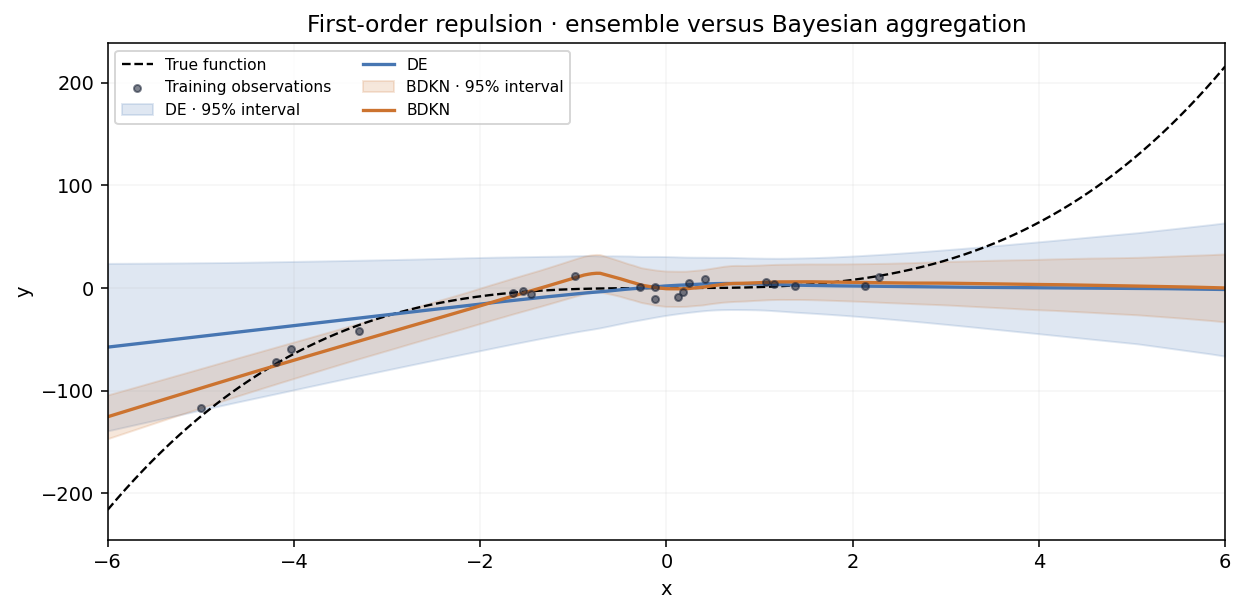 First-order repulsion · ensemble versus Bayesian aggregation
True function
Training observations
DE · 95% interval
DE
BDKN · 95% interval
BDKN
y
200
100
0
−100
−200
−6
−4
−2
0
2
4
6
x